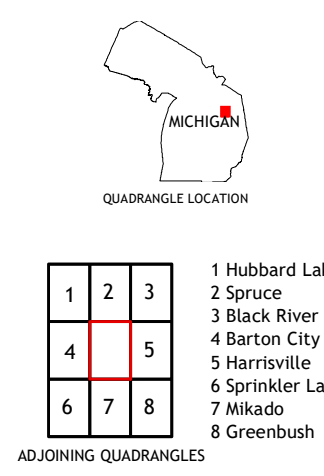 MICHIGAN
QUADRANGLE LOCATION
1 2 3
4 5
6 7 8
1 Hubbard
2 Spruce
3 Black River
4 Barton City
5 Harrisville
6 Sprinkler
7 Mikado
8 Greenbush
ADJOINING QUADRANGLES